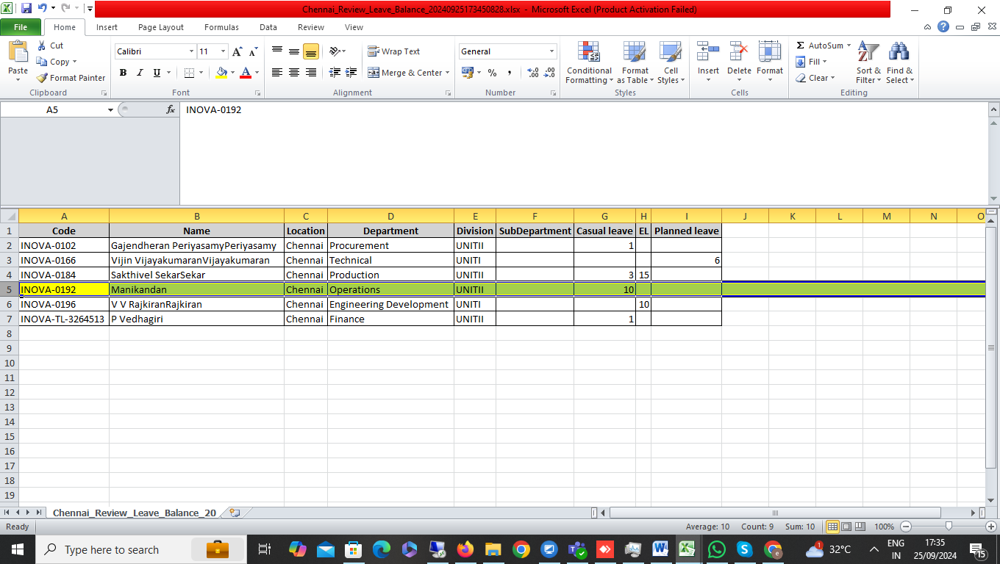 Chennai_Review_Leave_Balance_20240925173450828.xlsx - Microsoft Excel (Product Activation Failed)
File Home Insert Page Layout Formulas Data Review View
Paste
Cut
Copy
Format Painter
Clipboard
Calibri 11
B I U
Font
Wrap Text
Merge & Center
Alignment
General
%
Number
Conditional Formatting
Format as Table
Cell Styles
Styles
Insert Delete Format
Cells
AutoSum
Fill
Clear
Sort & Filter
Find & Select
Editing
A5 fx INOVA-0192
A B C D E F G H I J K L M N O
1 Code Name Location Department Division SubDepartment Casual leave EL Planned leave
2 INOVA-0102 Gajendheran PeriyasamyPeriyasamy Chennai Procurement UNITII 1
3 INOVA-0166 Vijin VijayakumaranVijayakumaran Chennai Technical UNITI 6
4 INOVA-0184 Sakthivel SekarSekar Chennai Production UNITII 3 15
5 INOVA-0192 Manikandan Chennai Operations UNITII 10
6 INOVA-0196 V V RajkiranRajkiran Chennai Engineering Development UNITI 10
7 INOVA-TL-3264513 P Vedhagiri Chennai Finance UNITII 1
8
9
10
11
12
13
14
15
16
17
18
19
Chennai_Review_Leave_Balance_20
Ready Average: 10 Count: 9 Sum: 10 100%
Type here to search
1 32°C
ENG
IN
17:35
25/09/2024
15